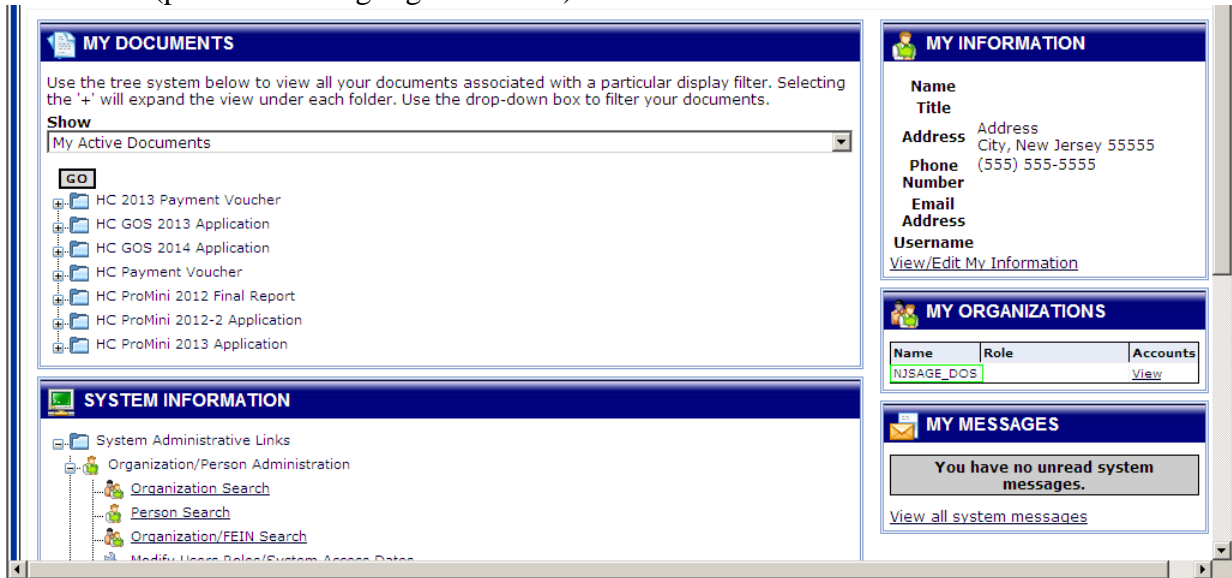 MY DOCUMENTS
Use the tree system below to view all your documents associated with a particular display filter. Selecting
the '+' will expand the view under each folder. Use the drop-down box to filter your documents.
Show
My Active Documents
GO
HC 2013 Payment Voucher
HC GOS 2013 Application
HC GOS 2014 Application
HC Payment Voucher
HC ProMini 2012 Final Report
HC ProMini 2012-2 Application
HC ProMini 2013 Application
SYSTEM INFORMATION
System Administrative Links
Organization/Person Administration
Organization Search
Person Search
Organization/FEIN Search
Modify Users Roles/System Access Dates
MY INFORMATION
Name
Title
Address Address
City, New Jersey 55555
Phone (555) 555-5555
Number
Email
Address
Username
View/Edit My Information
MY ORGANIZATIONS
Name Role Accounts
NJSAGE_DOS View
MY MESSAGES
You have no unread system
messages.
View all system messages